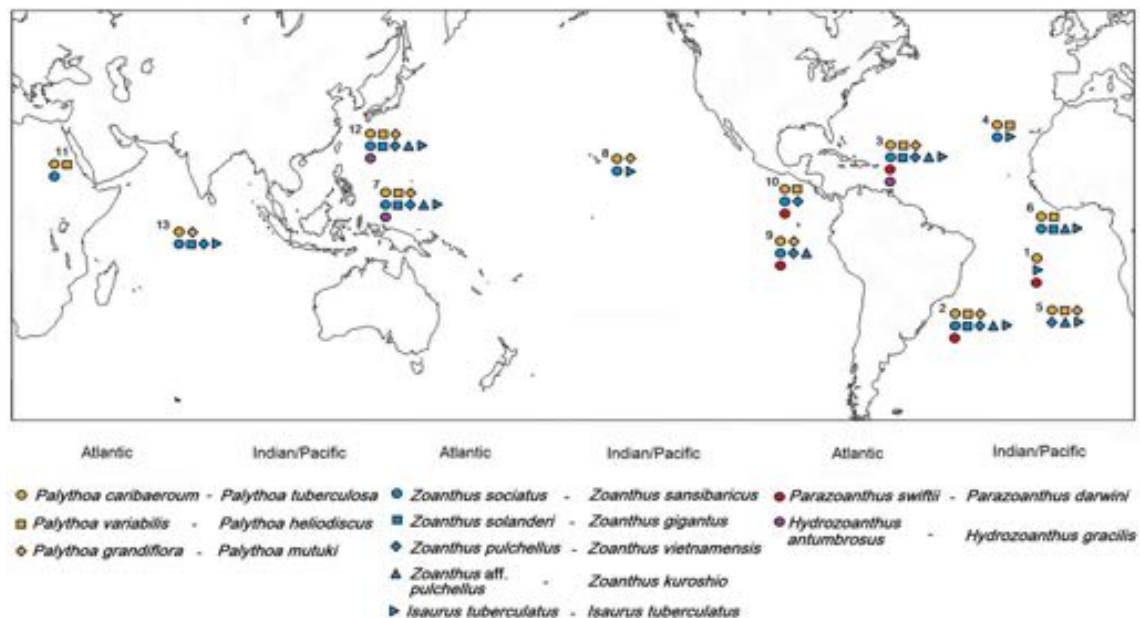 12
4
3
11
8
10
7
6
13
9
1
2
5
Atlantic Indian/Pacific Atlantic Indian/Pacific Atlantic Indian/Pacific
Palythoa caribaeroum - Palythoa tuberculosa
Palythoa variabilis - Palythoa heliodiscus
Palythoa grandiflora - Palythoa mutuki
Zoanthus sociatus - Zoanthus sansibaricus
Zoanthus solanderi - Zoanthus gigantus
Zoanthus pulchellus - Zoanthus vietnamensis
Zoanthus aff.
pulchellus - Zoanthus kuroshio
Isaurus tuberculatus - Isaurus tuberculatus
Parazoanthus swiftii - Parazoanthus darwini
Hydrozoanthus
antumbrosus - Hydrozoanthus gracilis